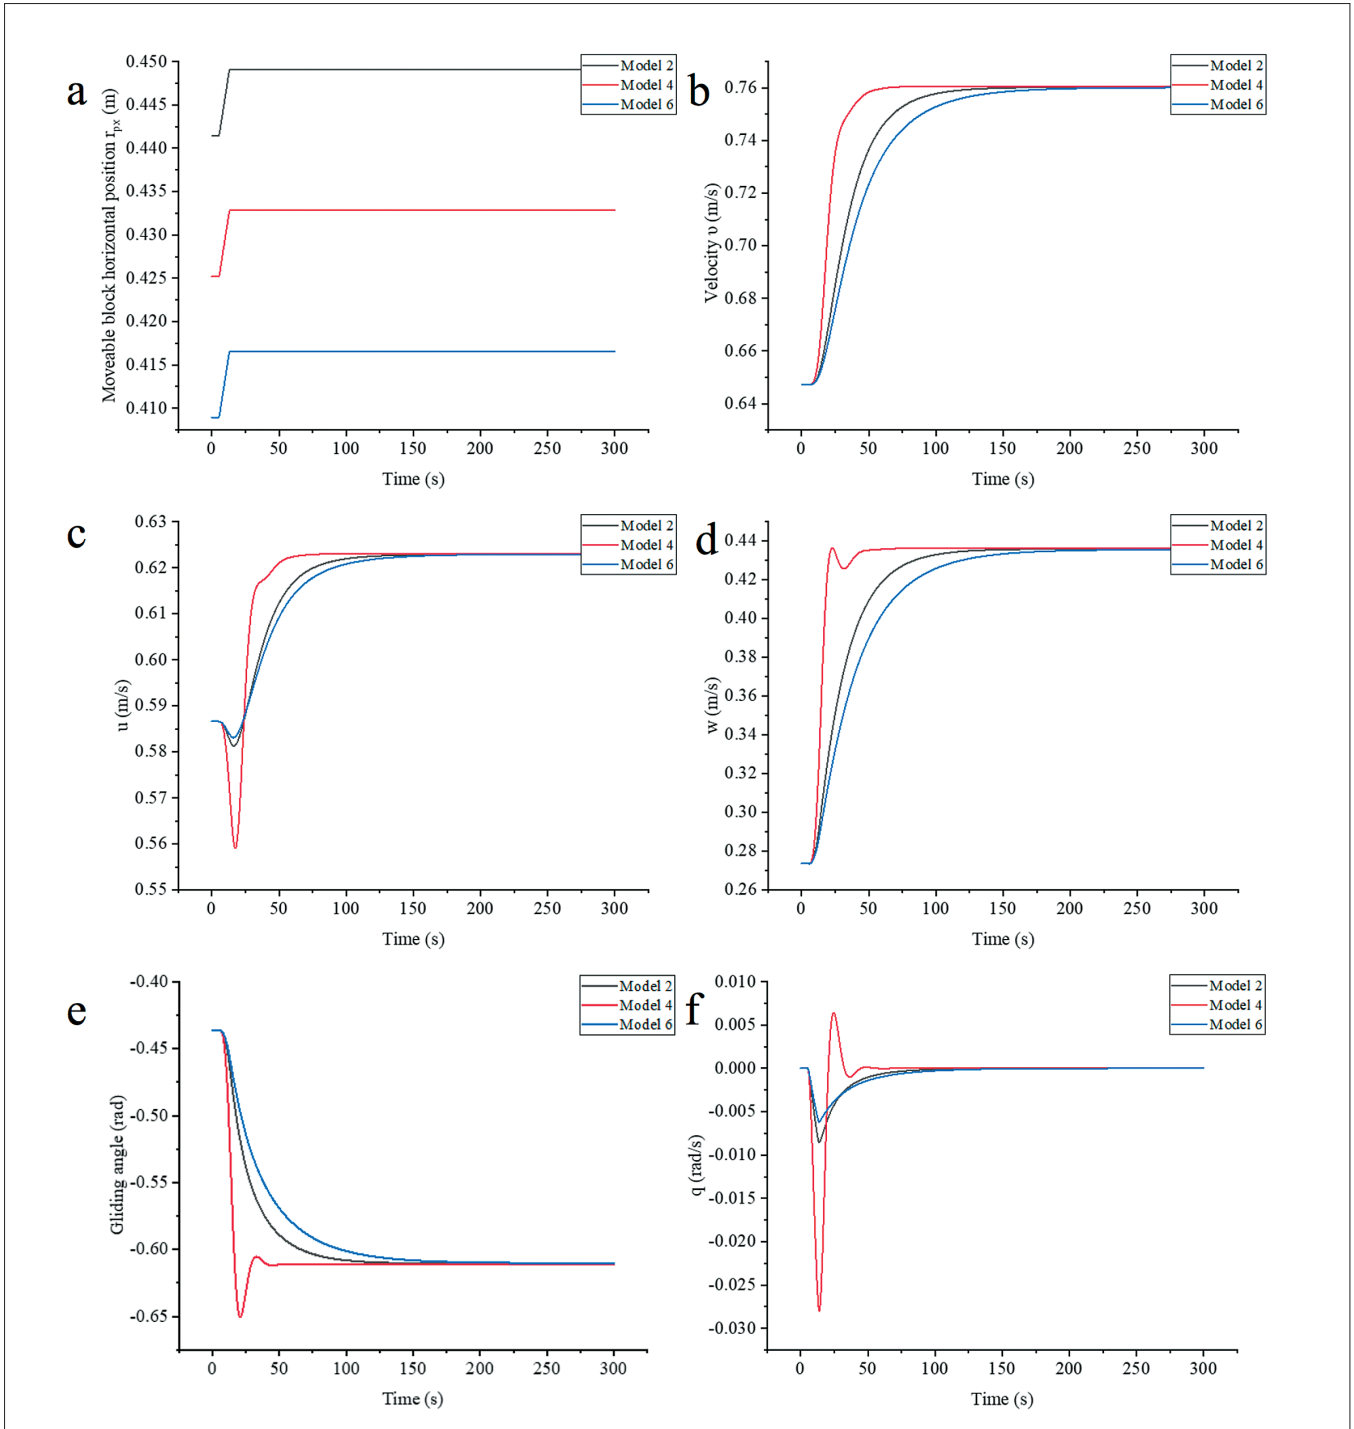 a
Moveable block horizontal position rpx (m)
0.450
0.445
0.440
0.435
0.430
0.425
0.420
0.415
0.410
0 50 100 150 200 250 300
Time (s)
Model 2
Model 4
Model 6
b
Velocity υ (m/s)
0.76
0.74
0.72
0.70
0.68
0.66
0.64
0 50 100 150 200 250 300
Time (s)
Model 2
Model 4
Model 6
c
u (m/s)
0.63
0.62
0.61
0.60
0.59
0.58
0.57
0.56
0.55
0 50 100 150 200 250 300
Time (s)
Model 2
Model 4
Model 6
d
w (m/s)
0.44
0.42
0.40
0.38
0.36
0.34
0.32
0.30
0.28
0.26
0 50 100 150 200 250 300
Time (s)
Model 2
Model 4
Model 6
e
Gliding angle (rad)
-0.40
-0.45
-0.50
-0.55
-0.60
-0.65
0 50 100 150 200 250 300
Time (s)
Model 2
Model 4
Model 6
f
q (rad/s)
0.010
0.005
0.000
-0.005
-0.010
-0.015
-0.020
-0.025
-0.030
0 50 100 150 200 250 300
Time (s)
Model 2
Model 4
Model 6